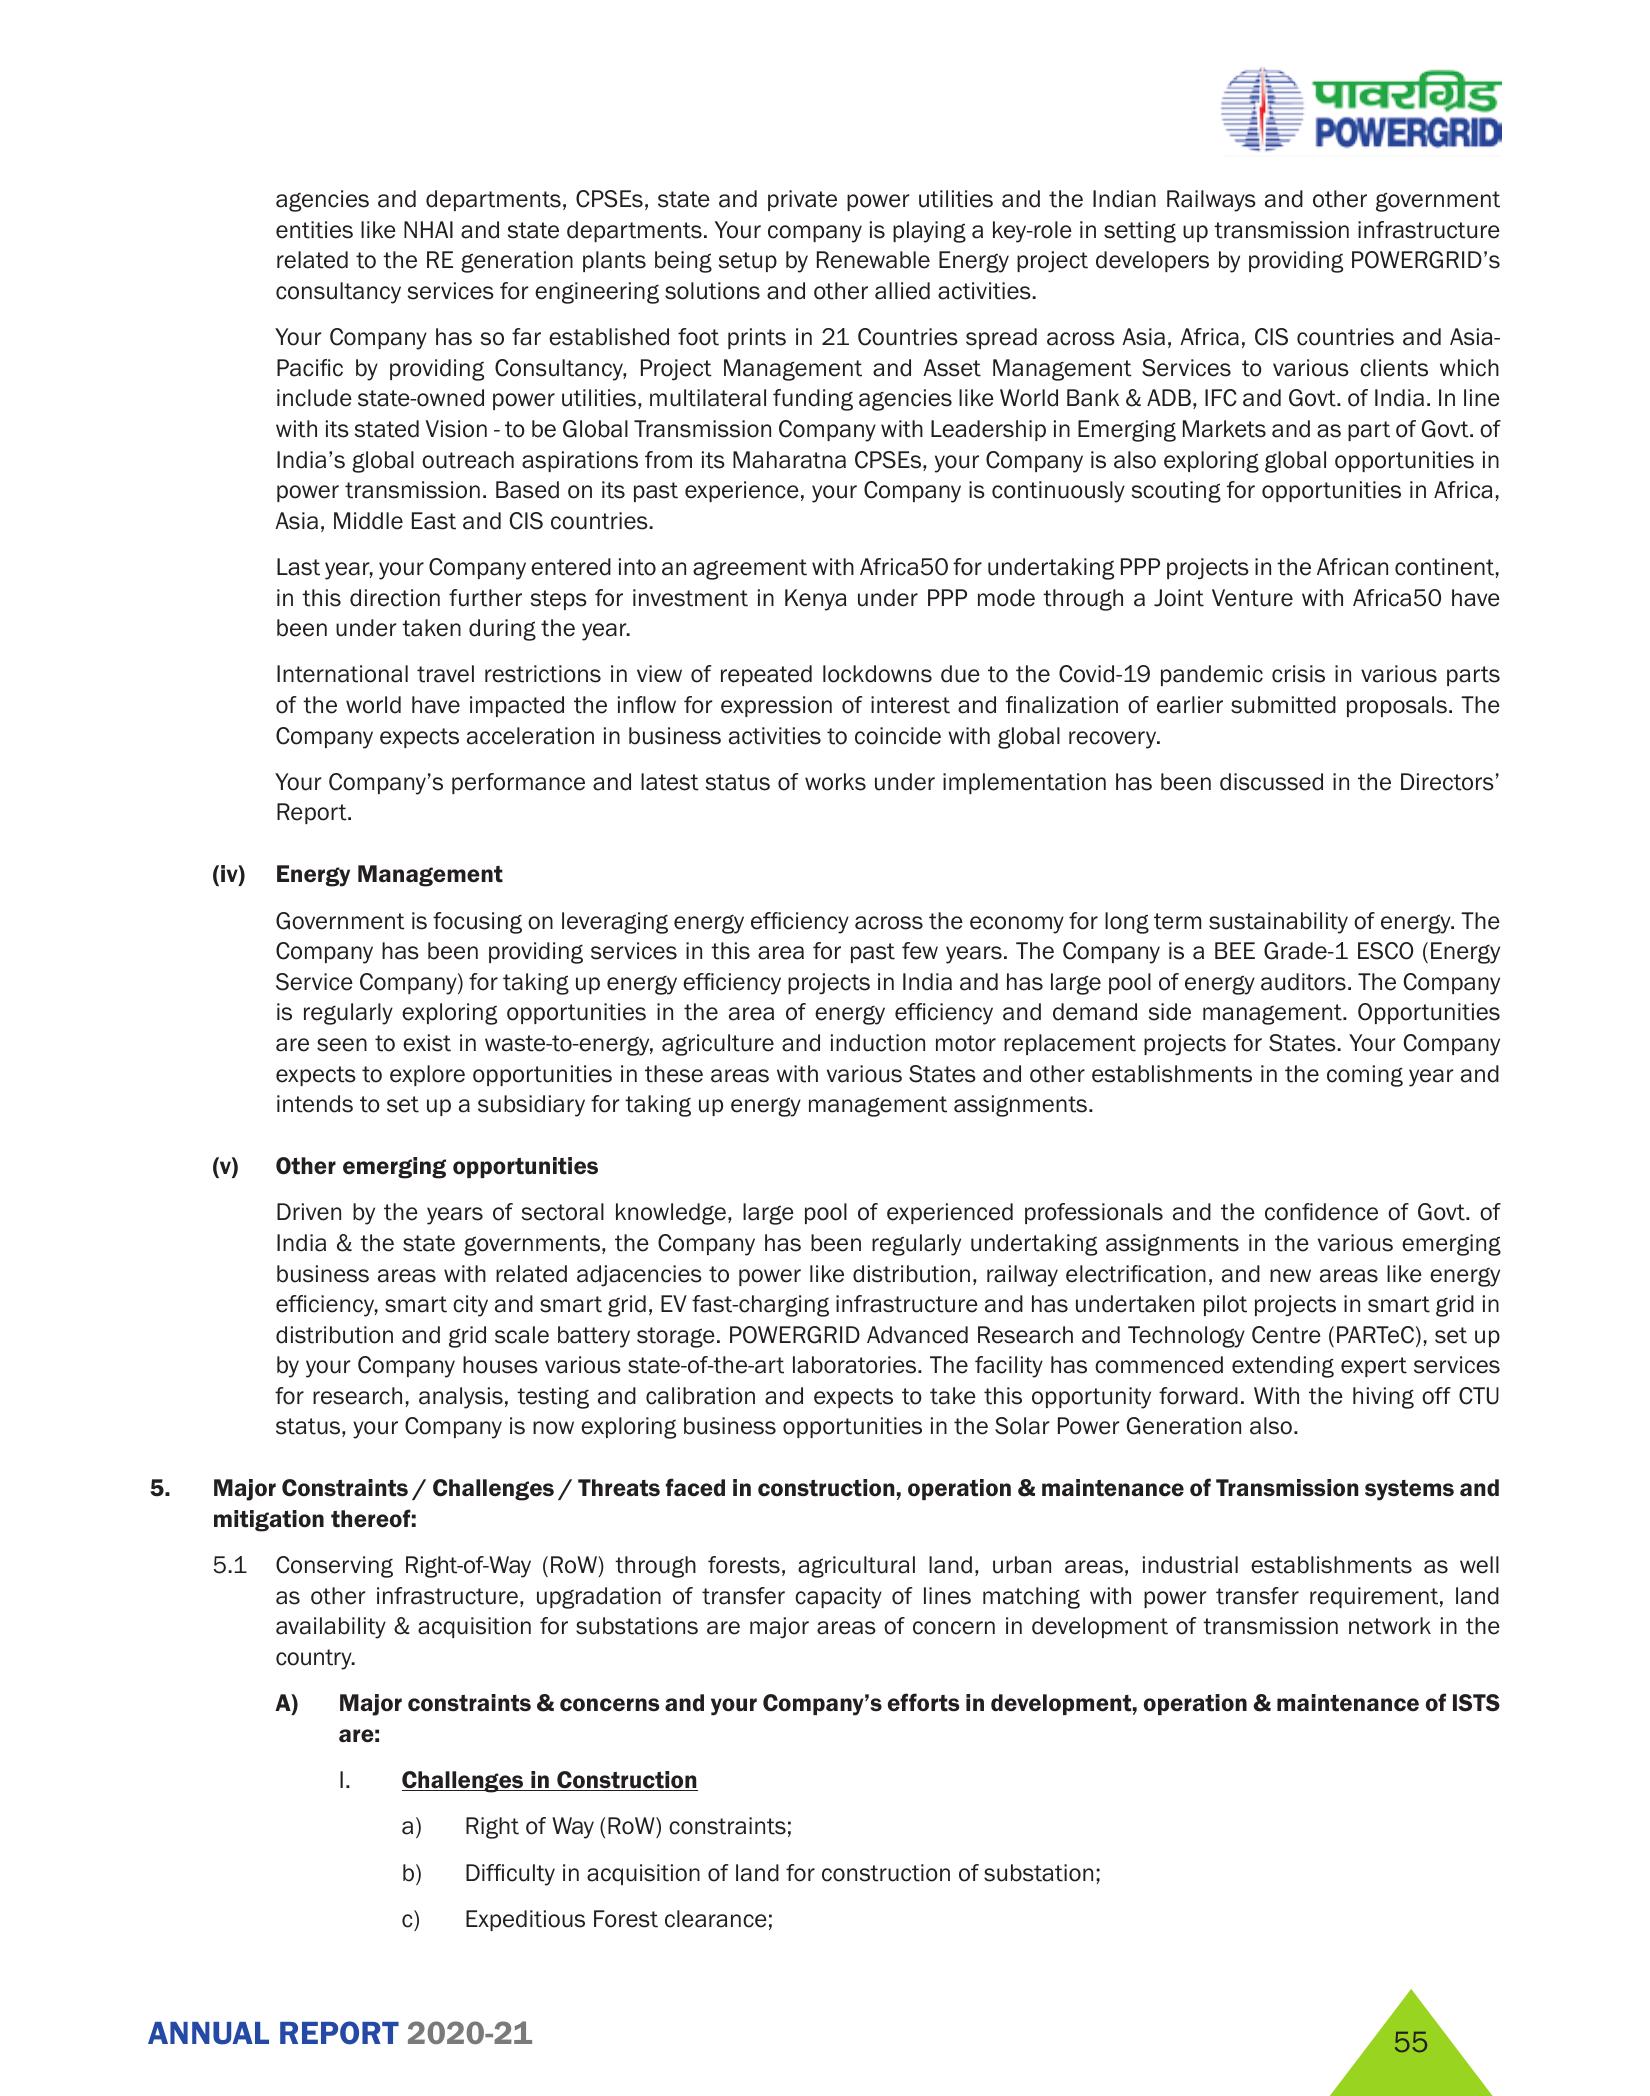 पावरग्रिड
POWERGRID
agencies and departments, CPSEs, state and private power utilities and the Indian Railways and other government
entities like NHAI and state departments. Your company is playing a key-role in setting up transmission infrastructure
related to the RE generation plants being setup by Renewable Energy project developers by providing POWERGRID’s
consultancy services for engineering solutions and other allied activities.
Your Company has so far established foot prints in 21 Countries spread across Asia, Africa, CIS countries and Asia-
Pacific by providing Consultancy, Project Management and Asset Management Services to various clients which
include state-owned power utilities, multilateral funding agencies like World Bank & ADB, IFC and Govt. of India. In line
with its stated Vision - to be Global Transmission Company with Leadership in Emerging Markets and as part of Govt. of
India’s global outreach aspirations from its Maharatna CPSEs, your Company is also exploring global opportunities in
power transmission. Based on its past experience, your Company is continuously scouting for opportunities in Africa,
Asia, Middle East and CIS countries.
Last year, your Company entered into an agreement with Africa50 for undertaking PPP projects in the African continent,
in this direction further steps for investment in Kenya under PPP mode through a Joint Venture with Africa50 have
been under taken during the year.
International travel restrictions in view of repeated lockdowns due to the Covid-19 pandemic crisis in various parts
of the world have impacted the inflow for expression of interest and finalization of earlier submitted proposals. The
Company expects acceleration in business activities to coincide with global recovery.
Your Company’s performance and latest status of works under implementation has been discussed in the Directors’
Report.
(iv) Energy Management
Government is focusing on leveraging energy efficiency across the economy for long term sustainability of energy. The
Company has been providing services in this area for past few years. The Company is a BEE Grade-1 ESCO (Energy
Service Company) for taking up energy efficiency projects in India and has large pool of energy auditors. The Company
is regularly exploring opportunities in the area of energy efficiency and demand side management. Opportunities
are seen to exist in waste-to-energy, agriculture and induction motor replacement projects for States. Your Company
expects to explore opportunities in these areas with various States and other establishments in the coming year and
intends to set up a subsidiary for taking up energy management assignments.
(v) Other emerging opportunities
Driven by the years of sectoral knowledge, large pool of experienced professionals and the confidence of Govt. of
India & the state governments, the Company has been regularly undertaking assignments in the various emerging
business areas with related adjacencies to power like distribution, railway electrification, and new areas like energy
efficiency, smart city and smart grid, EV fast-charging infrastructure and has undertaken pilot projects in smart grid in
distribution and grid scale battery storage. POWERGRID Advanced Research and Technology Centre (PARTeC), set up
by your Company houses various state-of-the-art laboratories. The facility has commenced extending expert services
for research, analysis, testing and calibration and expects to take this opportunity forward. With the hiving off CTU
status, your Company is now exploring business opportunities in the Solar Power Generation also.
5. Major Constraints / Challenges / Threats faced in construction, operation & maintenance of Transmission systems and
mitigation thereof:
5.1 Conserving Right-of-Way (RoW) through forests, agricultural land, urban areas, industrial establishments as well
as other infrastructure, upgradation of transfer capacity of lines matching with power transfer requirement, land
availability & acquisition for substations are major areas of concern in development of transmission network in the
country.
A) Major constraints & concerns and your Company’s efforts in development, operation & maintenance of ISTS
are:
I. Challenges in Construction
a) Right of Way (RoW) constraints;
b) Difficulty in acquisition of land for construction of substation;
c) Expeditious Forest clearance;
ANNUAL REPORT 2020-21
55